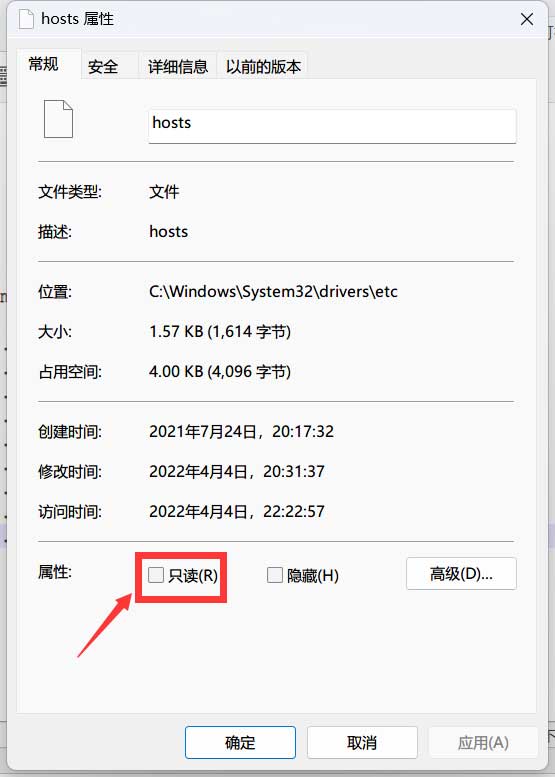 hosts 属性
常规 安全 详细信息 以前的版本
hosts
文件类型: 文件
描述: hosts
位置: C:\Windows\System32\drivers\etc
大小: 1.57 KB (1,614 字节)
占用空间: 4.00 KB (4,096 字节)
创建时间: 2021年7月24日，20:17:32
修改时间: 2022年4月4日，20:31:37
访问时间: 2022年4月4日，22:22:57
属性: 只读(R) 隐藏(H) 高级(D)...
确定 取消 应用(A)